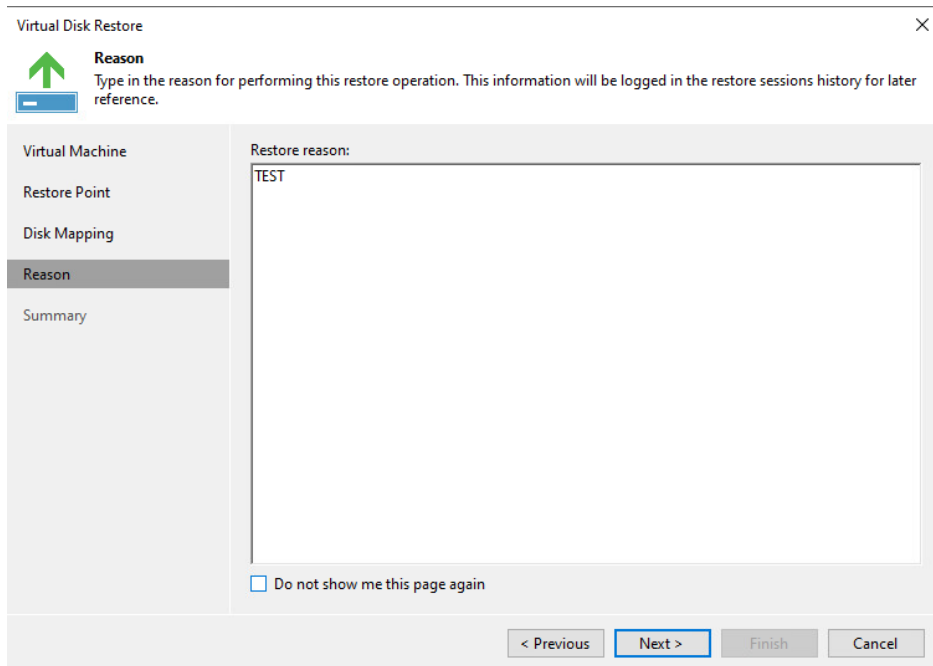 Virtual Disk Restore
Reason
Type in the reason for performing this restore operation. This information will be logged in the restore sessions history for later
reference.
Virtual Machine
Restore Point
Disk Mapping
Reason
Summary
Restore reason:
TEST
Do not show me this page again
< Previous
Next >
Finish
Cancel